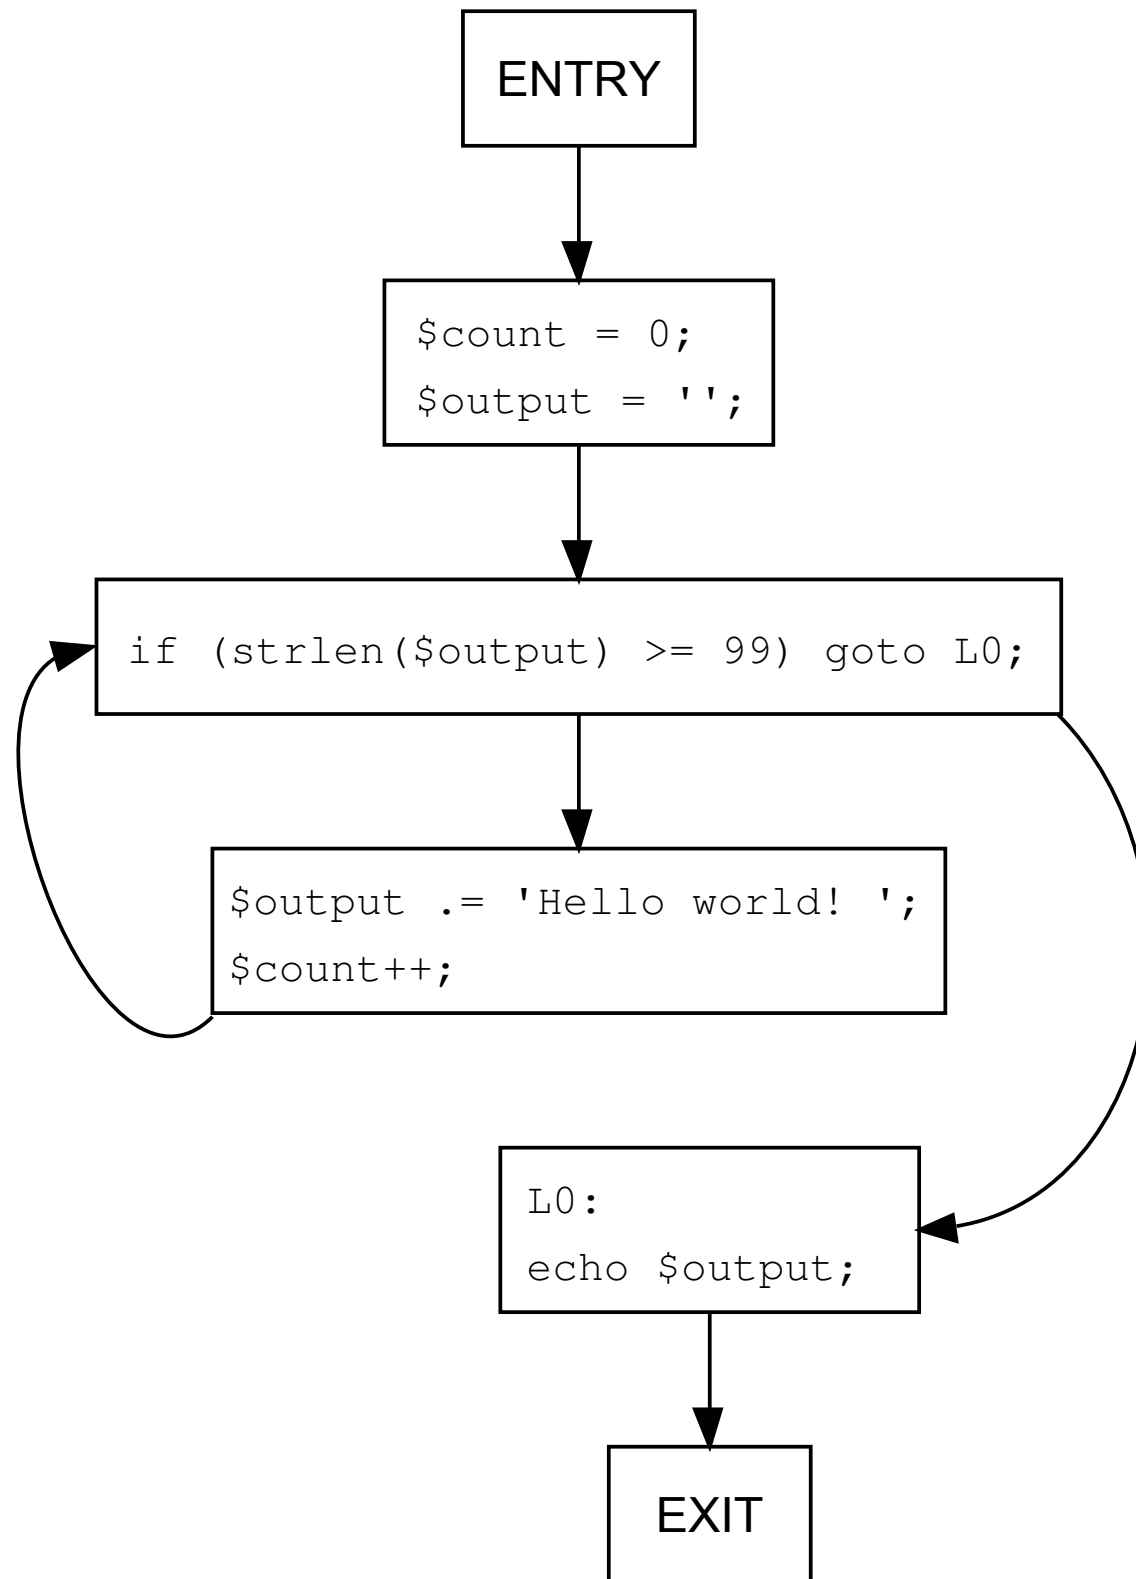 ENTRY
$count = 0;
$output = '';
if (strlen($output) >= 99) goto L0;
$output .= 'Hello world! ';
$count++;
L0:
echo $output;
EXIT